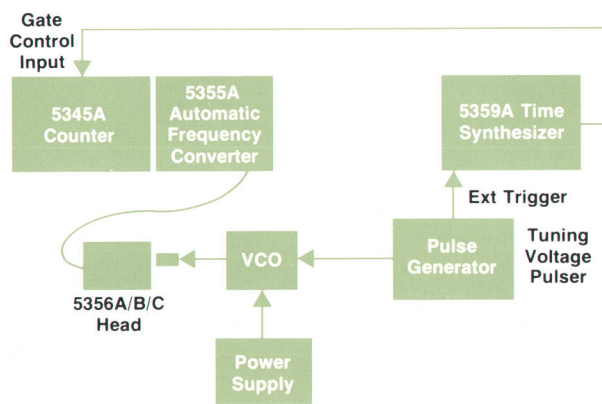 Gate
Control
Input
5345A
Counter
5355A
Automatic
Frequency
Converter
5359A Time
Synthesizer
Ext Trigger
5356A/B/C
Head
VCO
Pulse
Generator
Tuning
Voltage
Pulser
Power
Supply